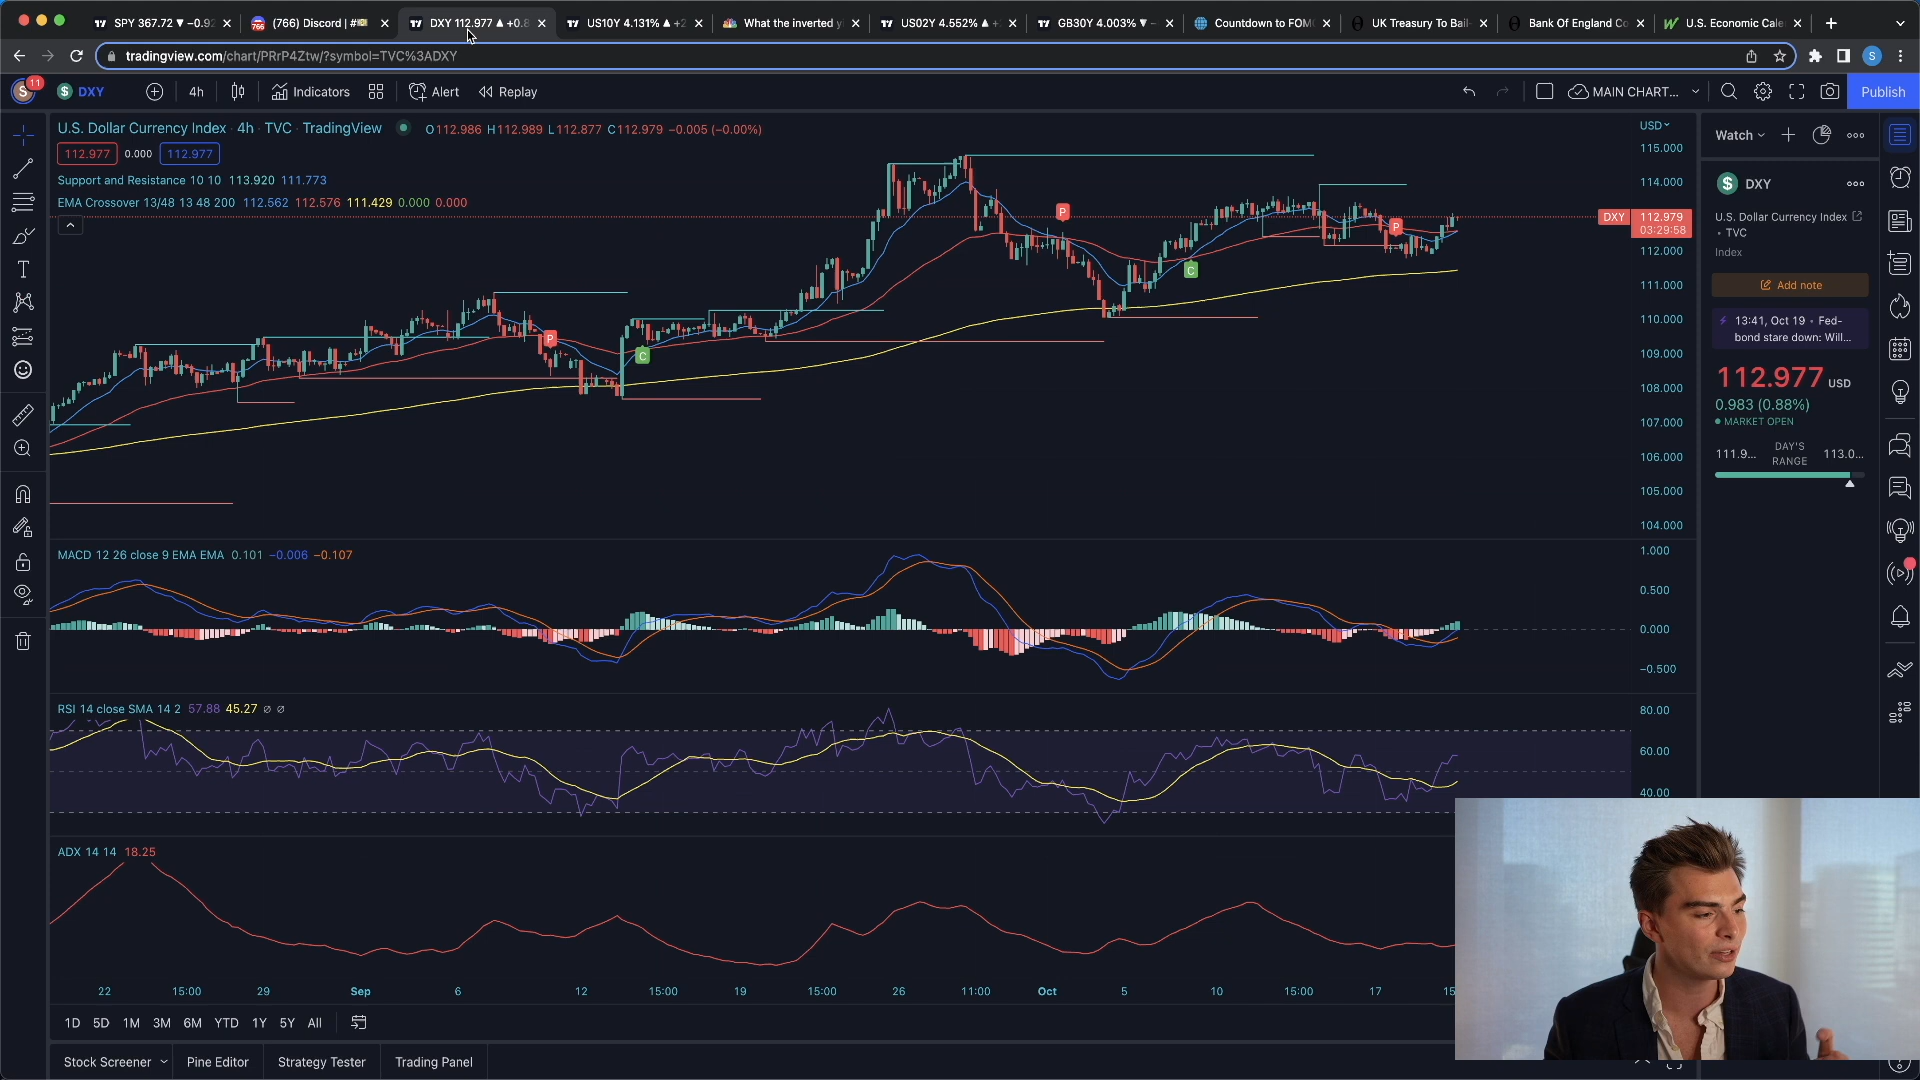 SPY 367.72 ▼ −0.92
(766) Discord | #
DXY 112.977 ▲ +0.8
US10Y 4.131% ▲ +2
What the inverted yi
US02Y 4.552% ▲ +
GB30Y 4.003% ▼ −
Countdown to FOM
UK Treasury To Bail-
Bank Of England Co
U.S. Economic Cale
tradingview.com/chart/PRrP4Ztw/?symbol=TVC%3ADXY
S
S 11
DXY
4h
Indicators
Alert
Replay
MAIN CHART...
Publish
U.S. Dollar Currency Index · 4h · TVC · TradingView
O112.986 H112.989 L112.877 C112.979 −0.005 (−0.00%)
112.977 0.000 112.977
Support and Resistance 10 10 113.920 111.773
EMA Crossover 13/48 13 48 200 112.562 112.576 111.429 0.000 0.000
USD
115.000
114.000
DXY 112.979
03:29:58
112.000
111.000
110.000
109.000
108.000
107.000
106.000
105.000
104.000
P
C
P
C
P
MACD 12 26 close 9 EMA EMA 0.101 −0.006 −0.107
1.000
0.500
0.000
−0.500
RSI 14 close SMA 14 2 57.88 45.27 ∅ ∅
80.00
60.00
40.00
ADX 14 14 18.25
22 15:00 29 Sep 6 12 15:00 19 15:00 26 11:00 Oct 5 10 15:00 17 15
1D 5D 1M 3M 6M YTD 1Y 5Y All
Stock Screener Pine Editor Strategy Tester Trading Panel
Watch
DXY
U.S. Dollar Currency Index
• TVC
Index
Add note
13:41, Oct 19 • Fed-
bond stare down: Will...
112.977 USD
0.983 (0.88%)
MARKET OPEN
111.9... DAY'S RANGE 113.0...